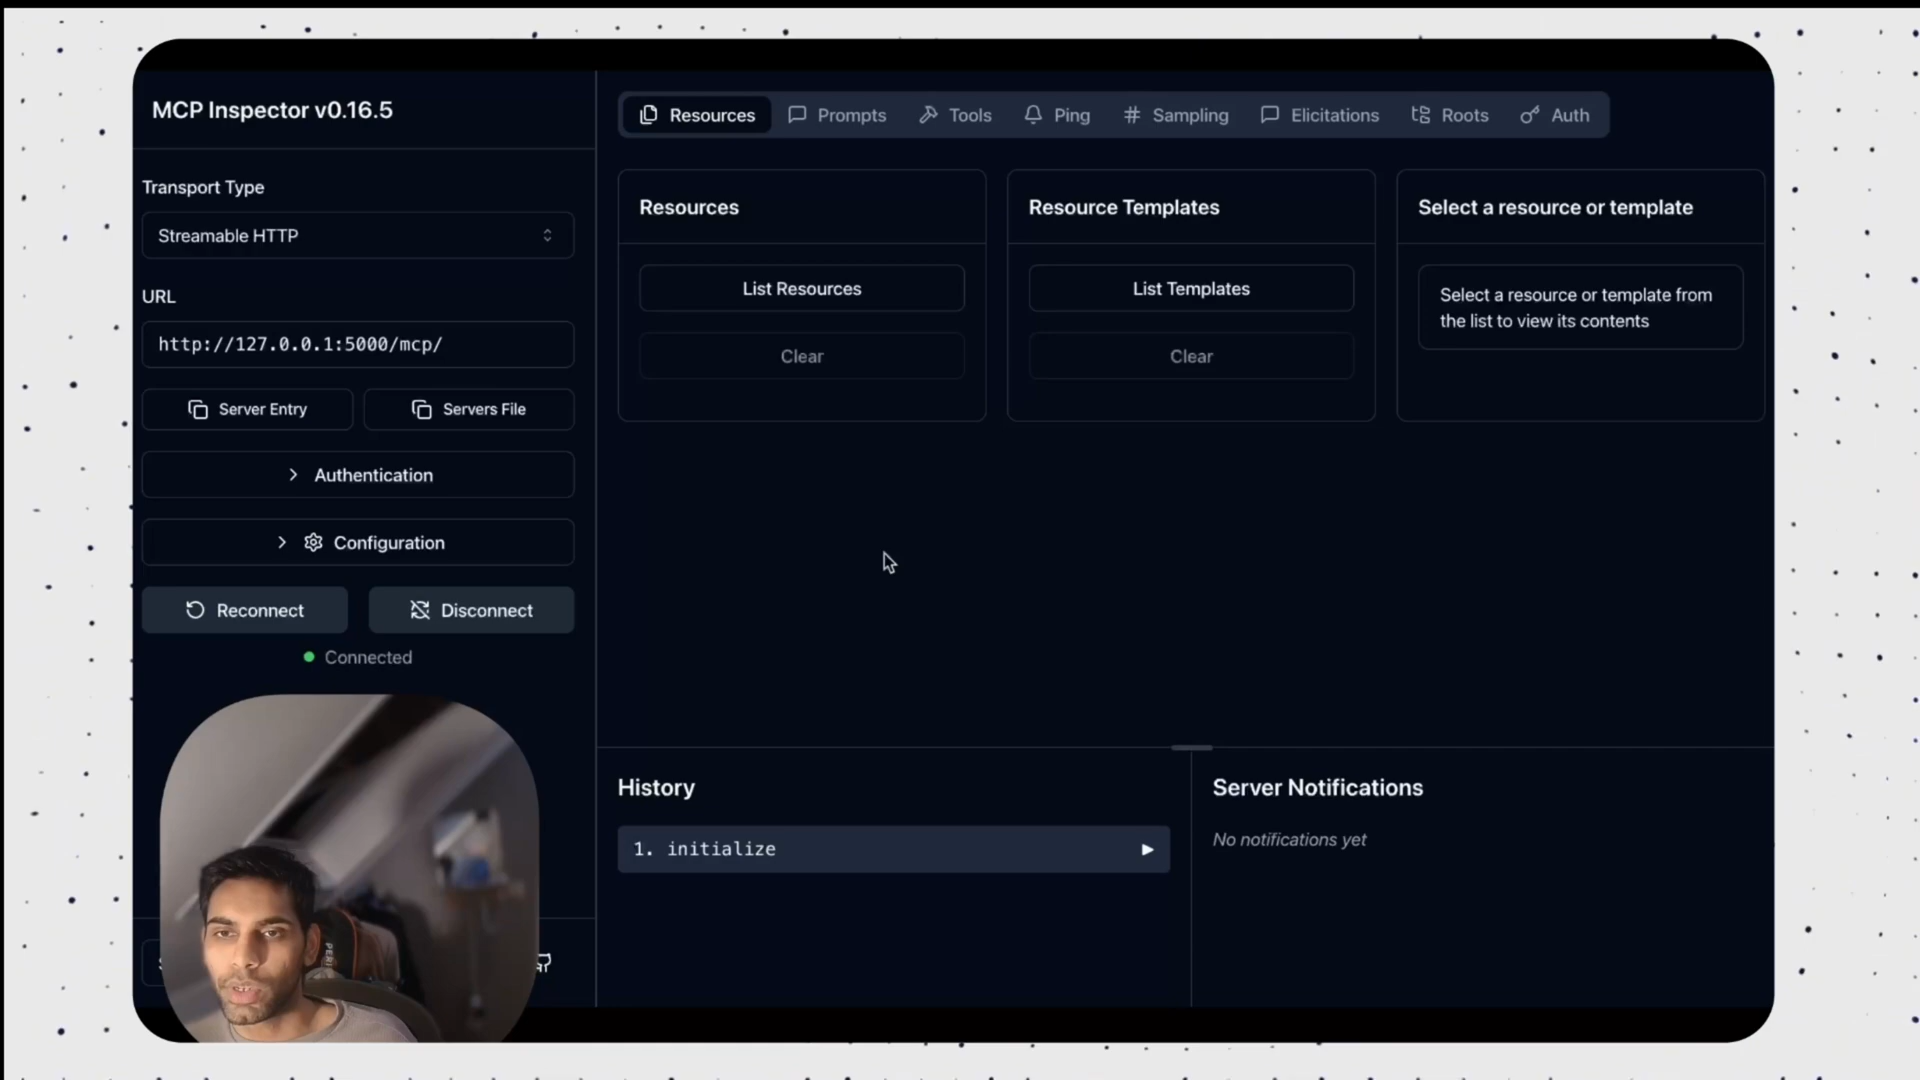 MCP Inspector v0.16.5
Transport Type
Streamable HTTP
URL
http://127.0.0.1:5000/mcp/
Server Entry
Servers File
Authentication
Configuration
Reconnect
Disconnect
Connected
Resources
Prompts
Tools
Ping
Sampling
Elicitations
Roots
Auth
Resources
List Resources
Clear
Resource Templates
List Templates
Clear
Select a resource or template
Select a resource or template from
the list to view its contents
History
1. initialize
Server Notifications
No notifications yet